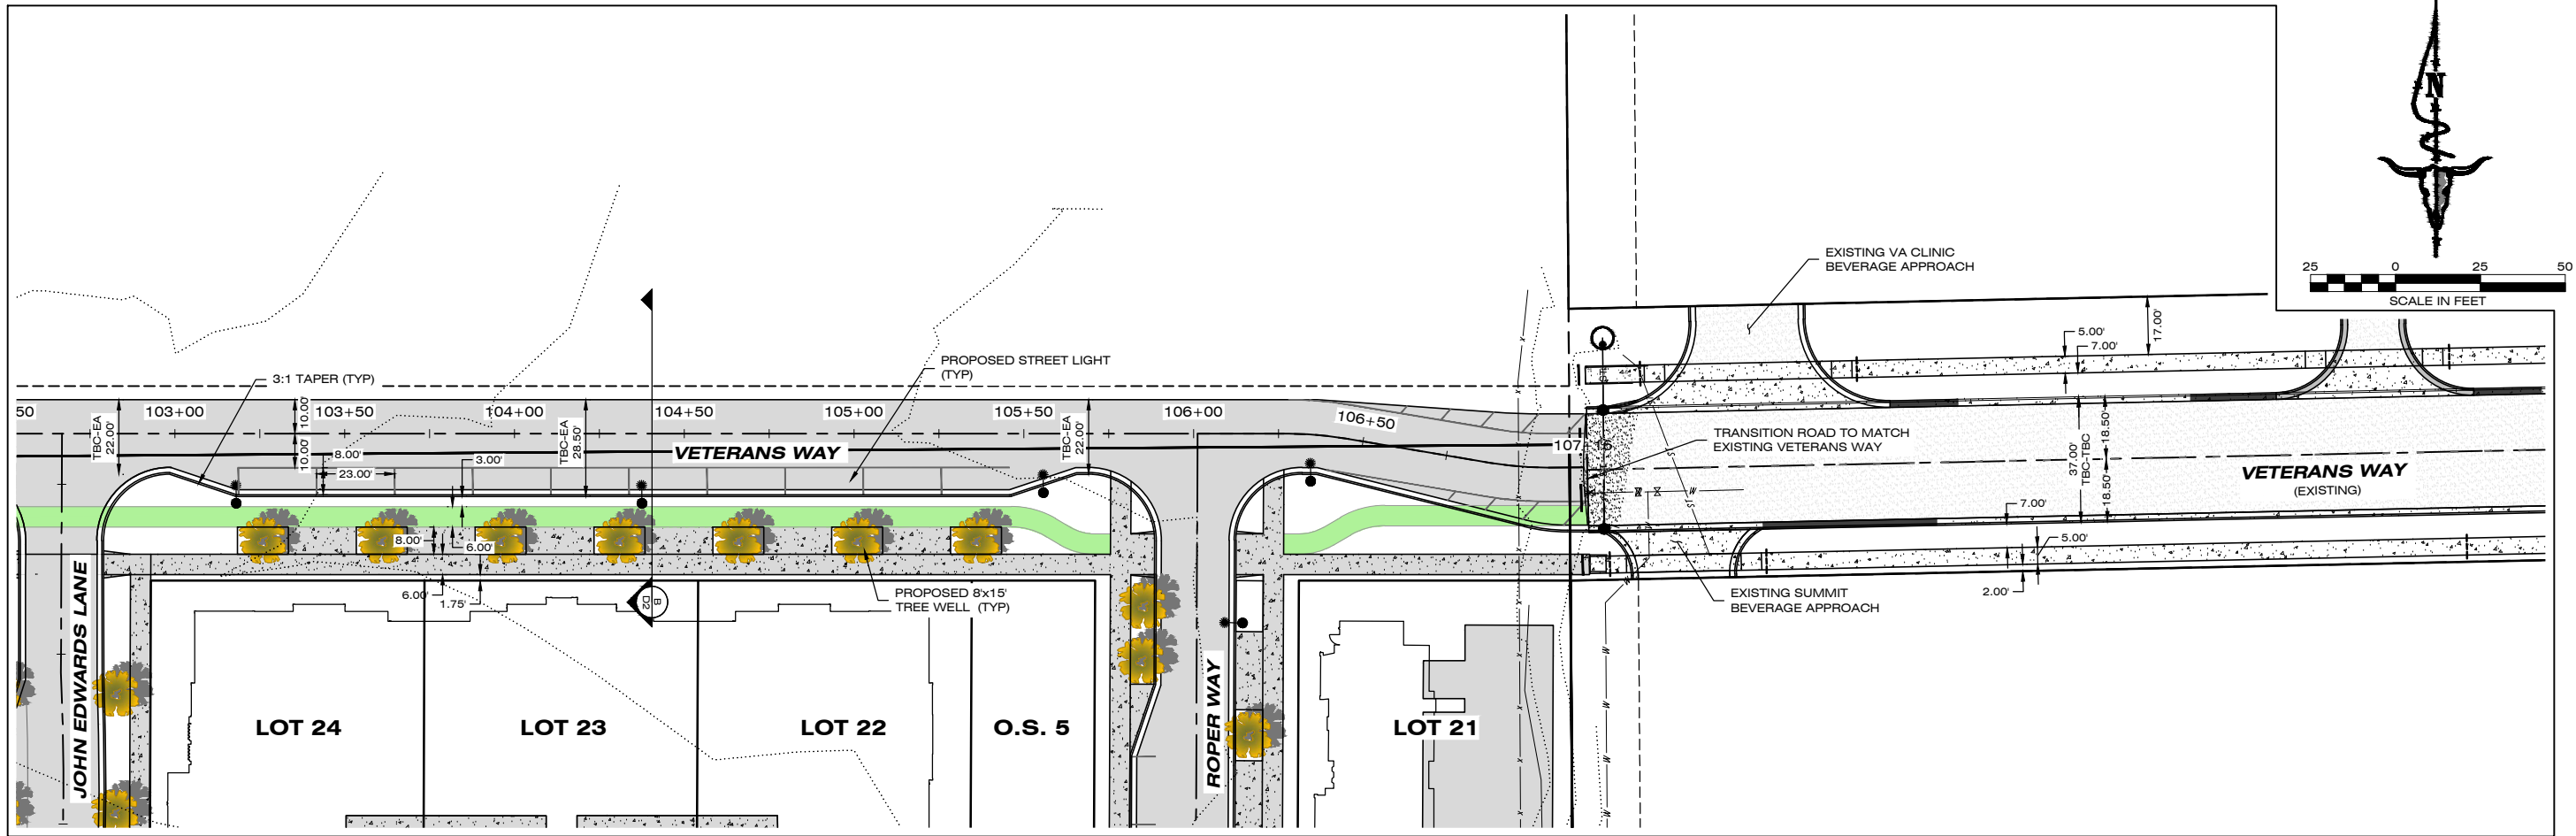 N
25 0 25 50
SCALE IN FEET
EXISTING VA CLINIC
BEVERAGE APPROACH
17.00'
5.00'
7.00'
PROPOSED STREET LIGHT
(TYP)
3:1 TAPER (TYP)
50 103+00 103+50 104+00 104+50 105+00 105+50 106+00 106+50 107
TBC-EA
22.00'
10.00'
10.00'
TBC-EA
28.50'
TBC-EA
22.00'
VETERANS WAY
8.00'
23.00'
3.00'
TRANSITION ROAD TO MATCH
EXISTING VETERANS WAY
37.00'
TBC-TBC
18.50'
18.50'
VETERANS WAY
(EXISTING)
7.00'
5.00'
2.00'
8.00'
6.00'
6.00'
1.75'
B
D2
PROPOSED 8'x15'
TREE WELL (TYP)
EXISTING SUMMIT
BEVERAGE APPROACH
JOHN EDWARDS LANE
LOT 24
LOT 23
LOT 22
O.S. 5
ROPER WAY
LOT 21